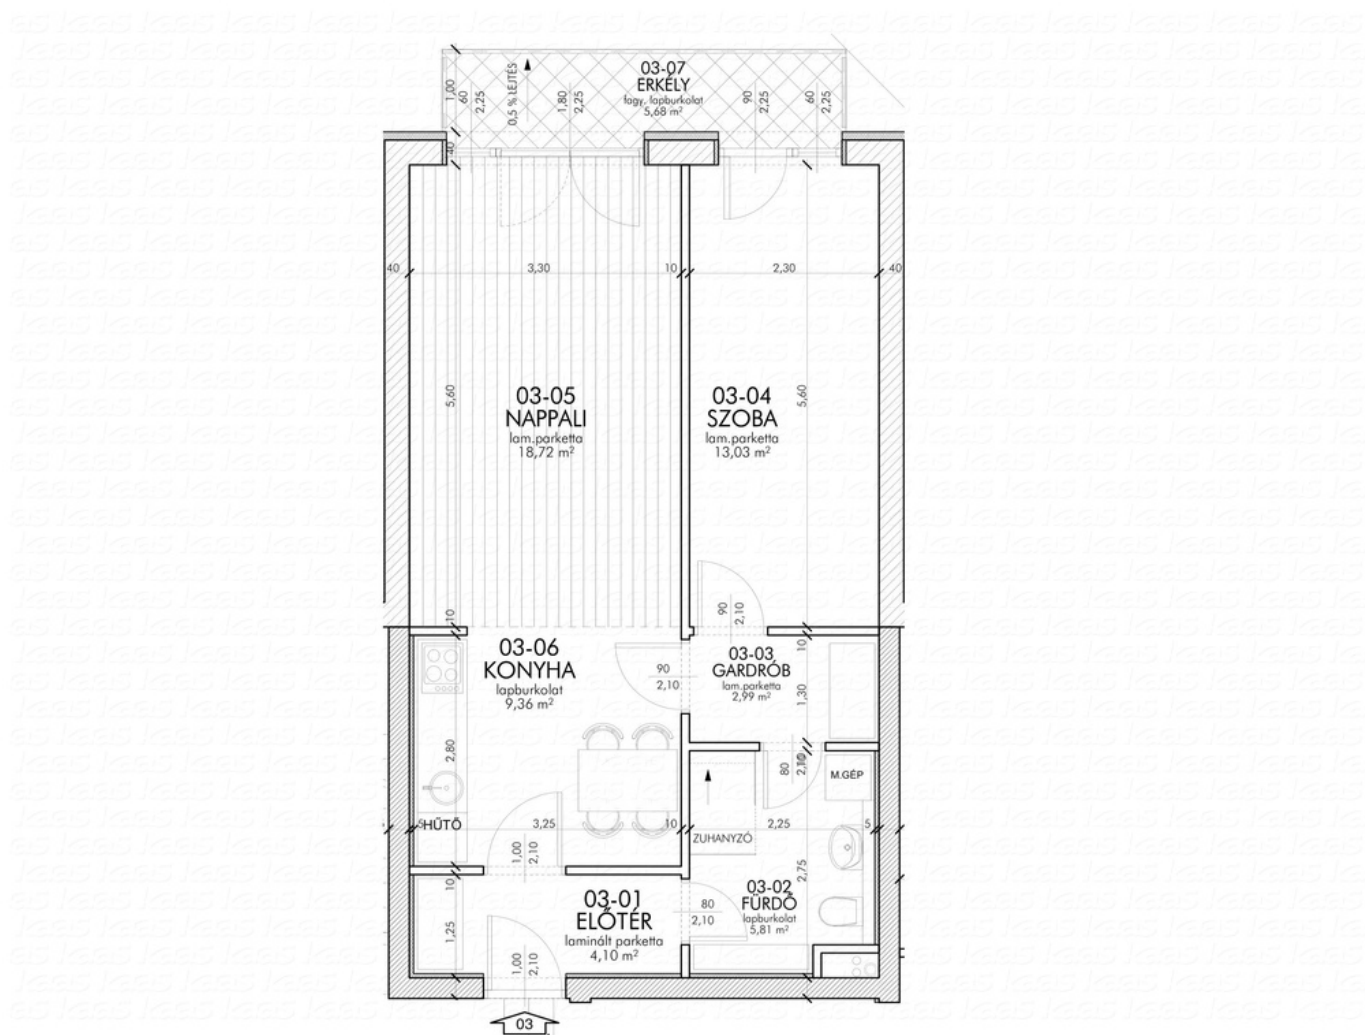 03-07
ERKÉLY
fagy. lapburkolat
5,68 m²
1,00
60
2,25
0,5 % LEJTÉS
1,80
2,25
90
2,25
60
2,25
40
40
3,30
10
2,30
40
5,60
03-05
NAPPALI
lam.parketta
18,72 m²
03-04
SZOBA
lam.parketta
13,03 m²
5,60
10
90
2,10
03-06
KONYHA
lapburkolat
9,36 m²
90
2,10
03-03
GARDRÓB
lam.parketta
2,99 m²
10
1,30
2,80
80
2,10
M.GÉP
5
HŰTŐ
3,25
10
ZUHANYZÓ
2,25
5
1,00
2,10
2,75
10
1,25
03-01
ELŐTÉR
laminált parketta
4,10 m²
80
2,10
03-02
FÜRDŐ
lapburkolat
5,81 m²
1,00
2,10
03